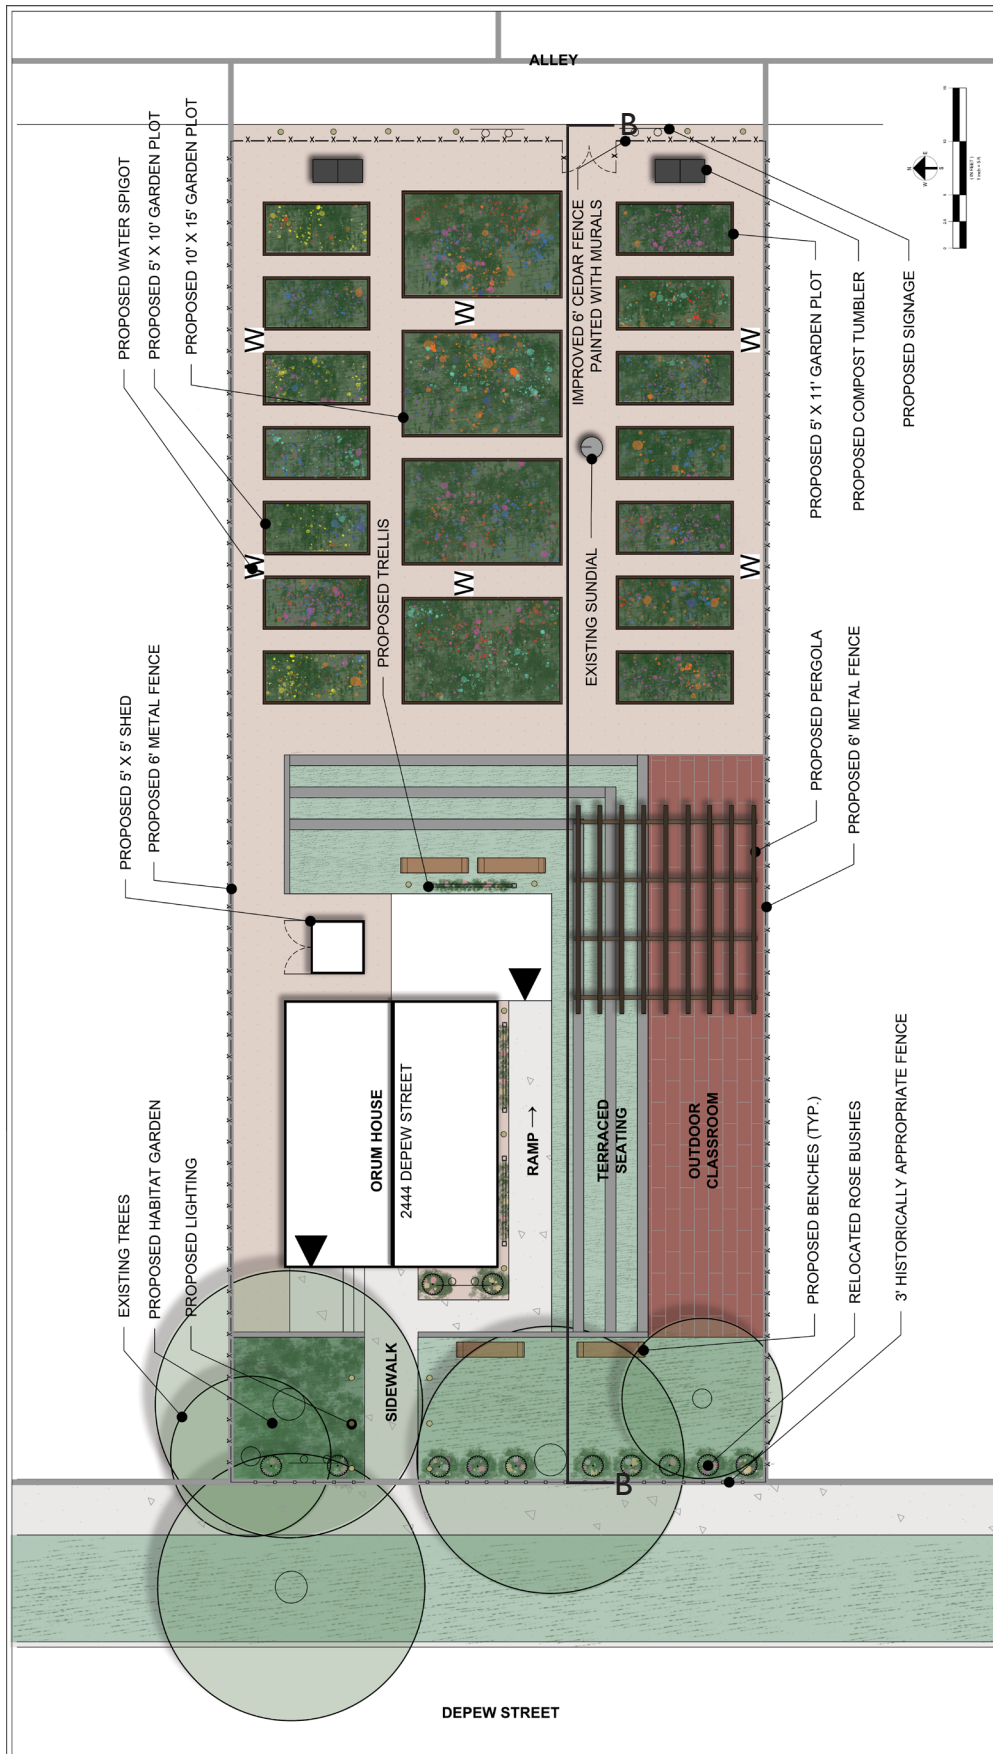 ALLEY
B
PROPOSED WATER SPIGOT
PROPOSED 5' X 10' GARDEN PLOT
PROPOSED 10' X 15' GARDEN PLOT
IMPROVED 6' CEDAR FENCE
PAINTED WITH MURALS
PROPOSED 5' X 11' GARDEN PLOT
PROPOSED COMPOST TUMBLER
PROPOSED SIGNAGE
N
E
S
W
W
W
W
W
W
W
PROPOSED TRELLIS
EXISTING SUNDIAL
PROPOSED 5' X 5' SHED
PROPOSED 6' METAL FENCE
PROPOSED PERGOLA
PROPOSED 6' METAL FENCE
ORUM HOUSE
2444 DEPEW STREET
RAMP →
TERRACED
SEATING
OUTDOOR
CLASSROOM
EXISTING TREES
PROPOSED HABITAT GARDEN
PROPOSED LIGHTING
SIDEWALK
PROPOSED BENCHES (TYP.)
RELOCATED ROSE BUSHES
3' HISTORICALLY APPROPRIATE FENCE
B
DEPEW STREET